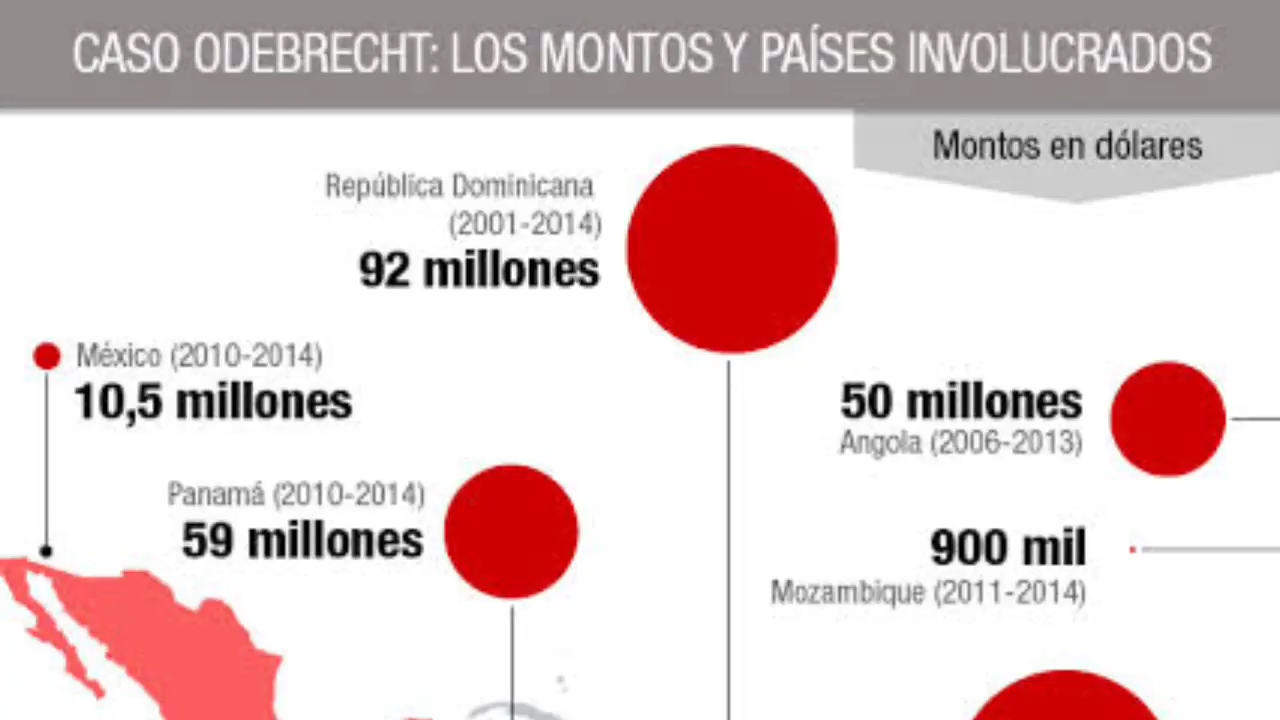 CASO ODEBRECHT: LOS MONTOS Y PAÍSES INVOLUCRADOS
Montos en dólares
República Dominicana
(2001-2014)
92 millones
México (2010-2014)
10,5 millones
50 millones
Angola (2006-2013)
Panamá (2010-2014)
59 millones
900 mil
Mozambique (2011-2014)